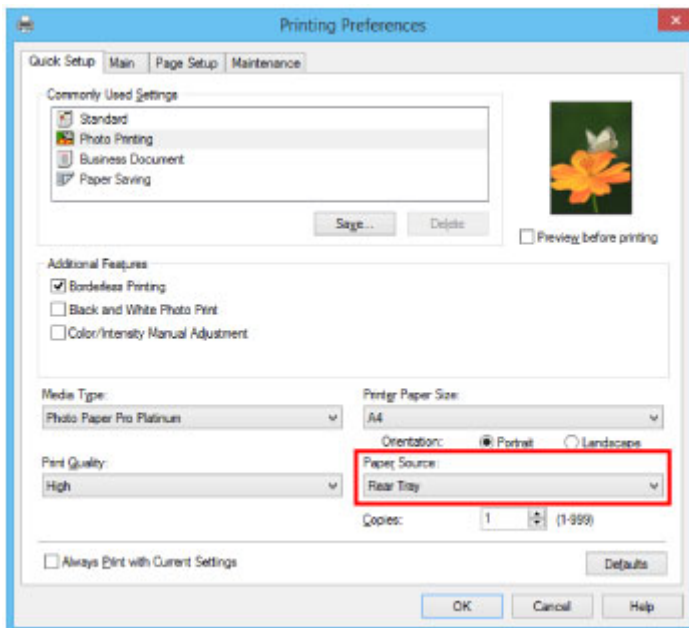 Printing Preferences
Quick Setup Main Page Setup Maintenance
Commonly Used Settings
Standard
Photo Printing
Business Document
Paper Saving
Save... Delete
Preview before printing
Additional Features
Borderless Printing
Black and White Photo Print
Color/Intensity Manual Adjustment
Media Type: Printer Paper Size:
Photo Paper Pro Platinum A4
Orientation: Portrait Landscape
Print Quality: Paper Source:
High Rear Tray
Copies: 1 (1-999)
Always Print with Current Settings Defaults
OK Cancel Help